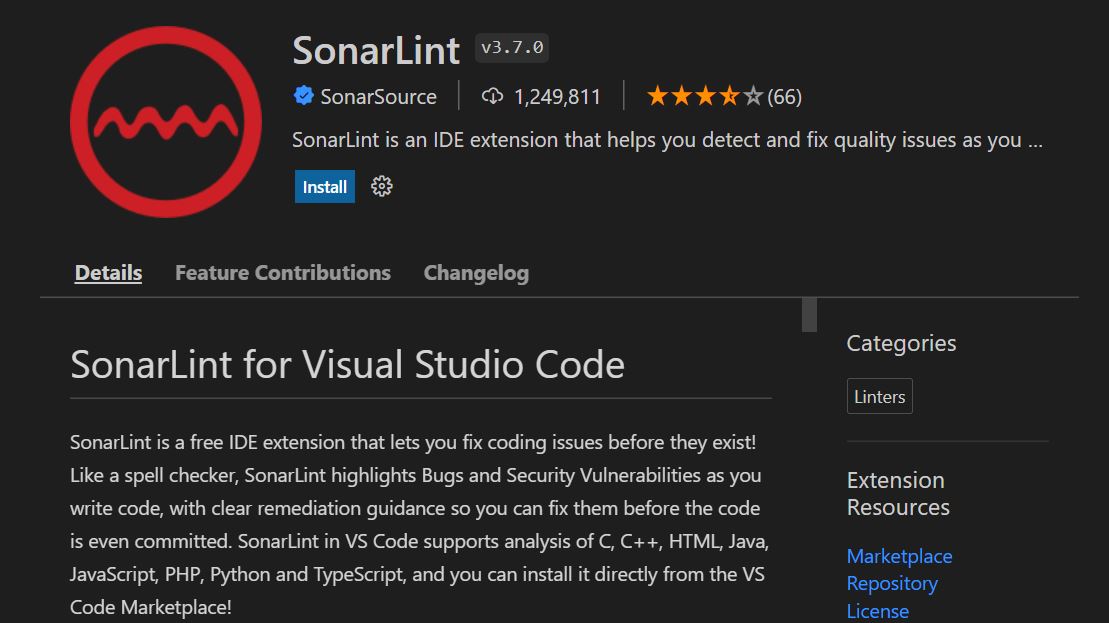 SonarLint v3.7.0
SonarSource 1,249,811 (66)
SonarLint is an IDE extension that helps you detect and fix quality issues as you ...
Install
Details Feature Contributions Changelog
SonarLint for Visual Studio Code
SonarLint is a free IDE extension that lets you fix coding issues before they exist!
Like a spell checker, SonarLint highlights Bugs and Security Vulnerabilities as you
write code, with clear remediation guidance so you can fix them before the code
is even committed. SonarLint in VS Code supports analysis of C, C++, HTML, Java,
JavaScript, PHP, Python and TypeScript, and you can install it directly from the VS
Code Marketplace!
Categories
Linters
Extension
Resources
Marketplace
Repository
License